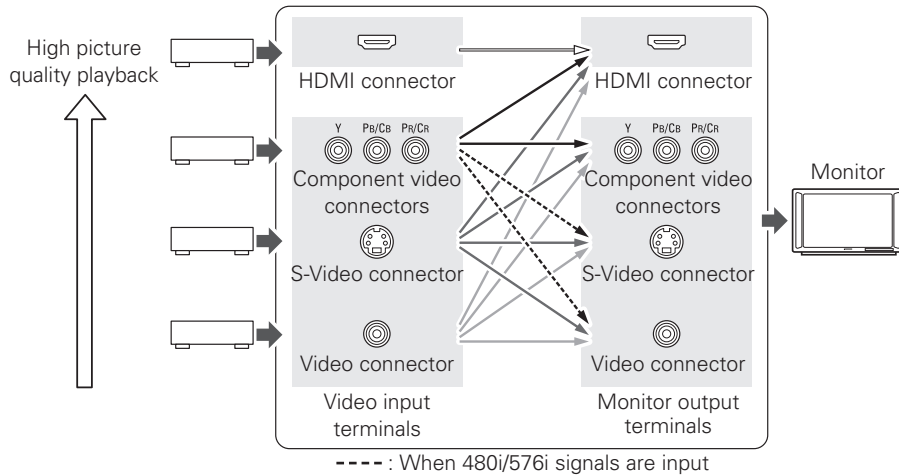 High picture
quality playback
HDMI connector
HDMI connector
Y PB/CB PR/CR
Component video
connectors
Y PB/CB PR/CR
Component video
connectors
S-Video connector
S-Video connector
Video connector
Video connector
Video input
terminals
Monitor output
terminals
Monitor
: When 480i/576i signals are input